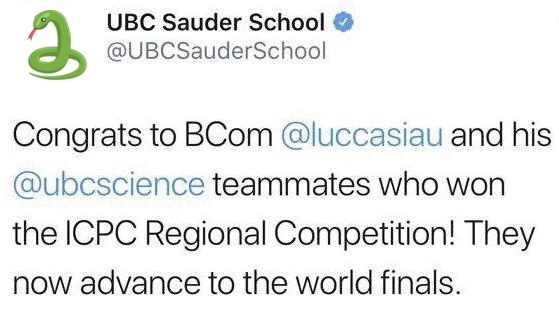 UBC Sauder School
@UBCSauderSchool
Congrats to BCom @luccasiau and his
@ubcscience teammates who won
the ICPC Regional Competition! They
now advance to the world finals.